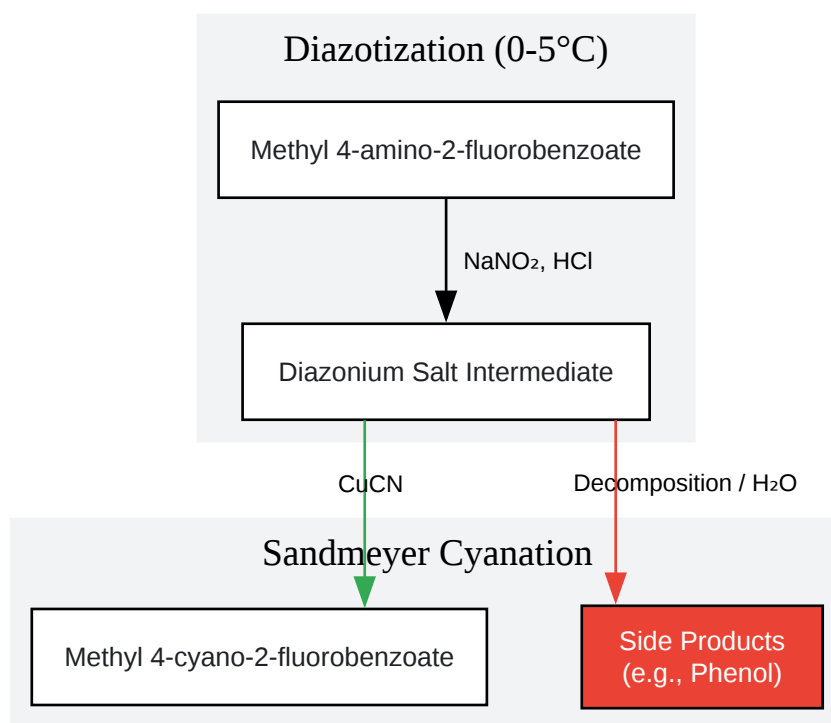 Diazotization (0-5°C)
Methyl 4-amino-2-fluorobenzoate
NaNO₂, HCl
Diazonium Salt Intermediate
CuCN
Decomposition / H₂O
Sandmeyer Cyanation
Methyl 4-cyano-2-fluorobenzoate
Side Products
(e.g., Phenol)